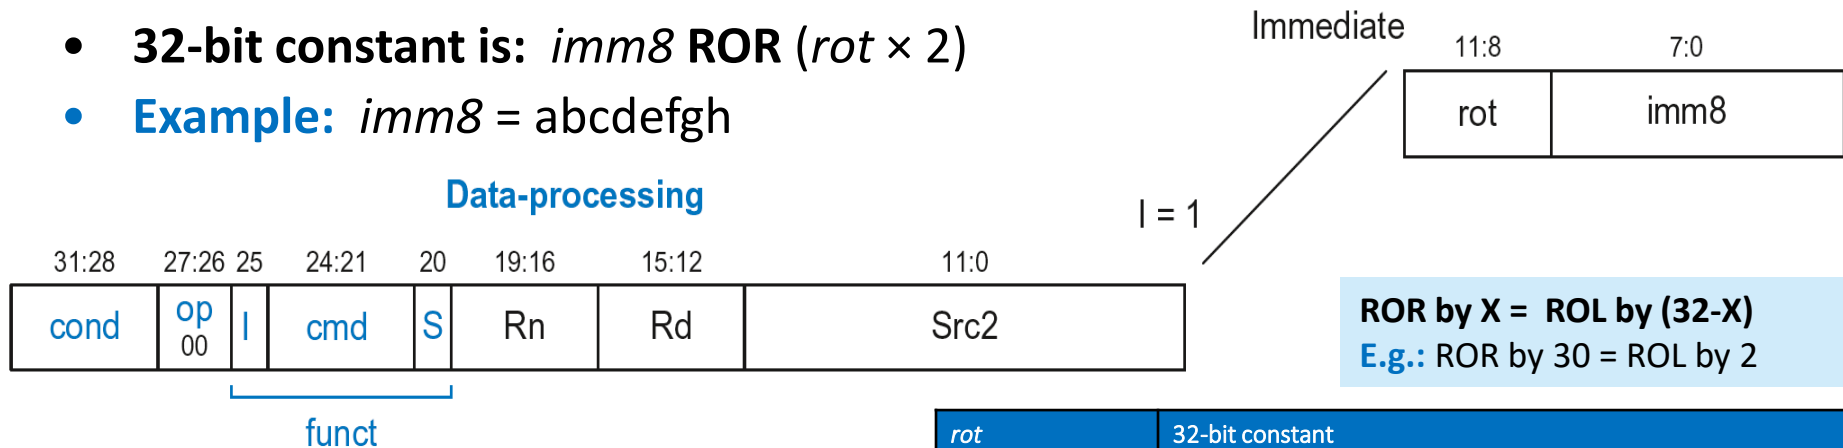 • 32-bit constant is: imm8 ROR (rot × 2)
• Example: imm8 = abcdefgh
Immediate
11:8 7:0
rot imm8
Data-processing
I = 1
31:28 27:26 25 24:21 20 19:16 15:12 11:0
cond op 00 I cmd S Rn Rd Src2
funct
ROR by X = ROL by (32-X)
E.g.: ROR by 30 = ROL by 2
rot 32-bit constant